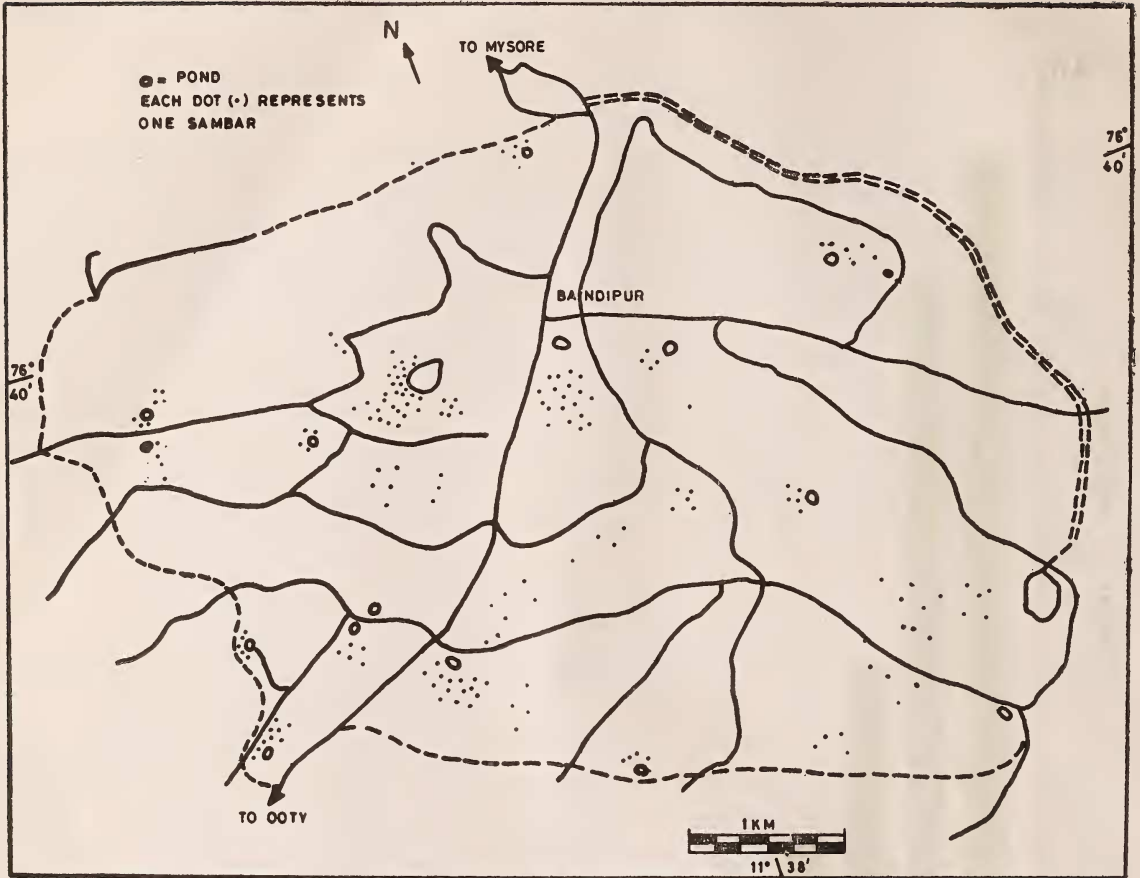 N
TO MYSORE
= POND
EACH DOT (•) REPRESENTS
ONE SAMBAR
76°
40'
BANDIPUR
76°
40'
TO OOTY
1KM
11° 38'